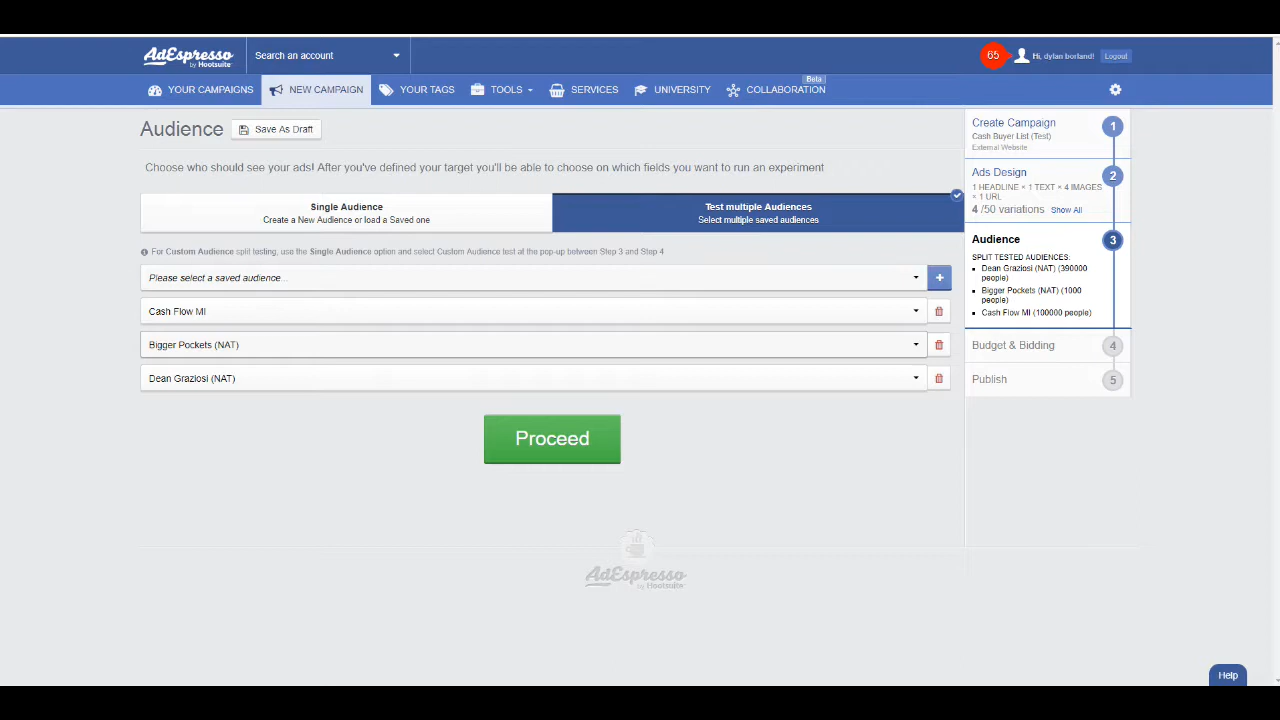 AdEspresso
by Hootsuite
Search an account
65
Hi, dylan borland!
Logout
YOUR CAMPAIGNS
NEW CAMPAIGN
YOUR TAGS
TOOLS
SERVICES
UNIVERSITY
Beta
COLLABORATION
Audience
Save As Draft
Choose who should see your ads! After you've defined your target you'll be able to choose on which fields you want to run an experiment
Single Audience
Create a New Audience or load a Saved one
Test multiple Audiences
Select multiple saved audiences
For Custom Audience split testing, use the Single Audience option and select Custom Audience test at the pop-up between Step 3 and Step 4
Please select a saved audience...
+
Cash Flow MI
Bigger Pockets (NAT)
Dean Graziosi (NAT)
Proceed
Create Campaign
1
Cash Buyer List (Test)
External Website
Ads Design
2
1 HEADLINE × 1 TEXT × 4 IMAGES
× 1 URL
4 /50 variations Show All
Audience
3
SPLIT TESTED AUDIENCES:
Dean Graziosi (NAT) (390000
people)
Bigger Pockets (NAT) (1000
people)
Cash Flow MI (100000 people)
Budget & Bidding
4
Publish
5
AdEspresso
by Hootsuite
Help